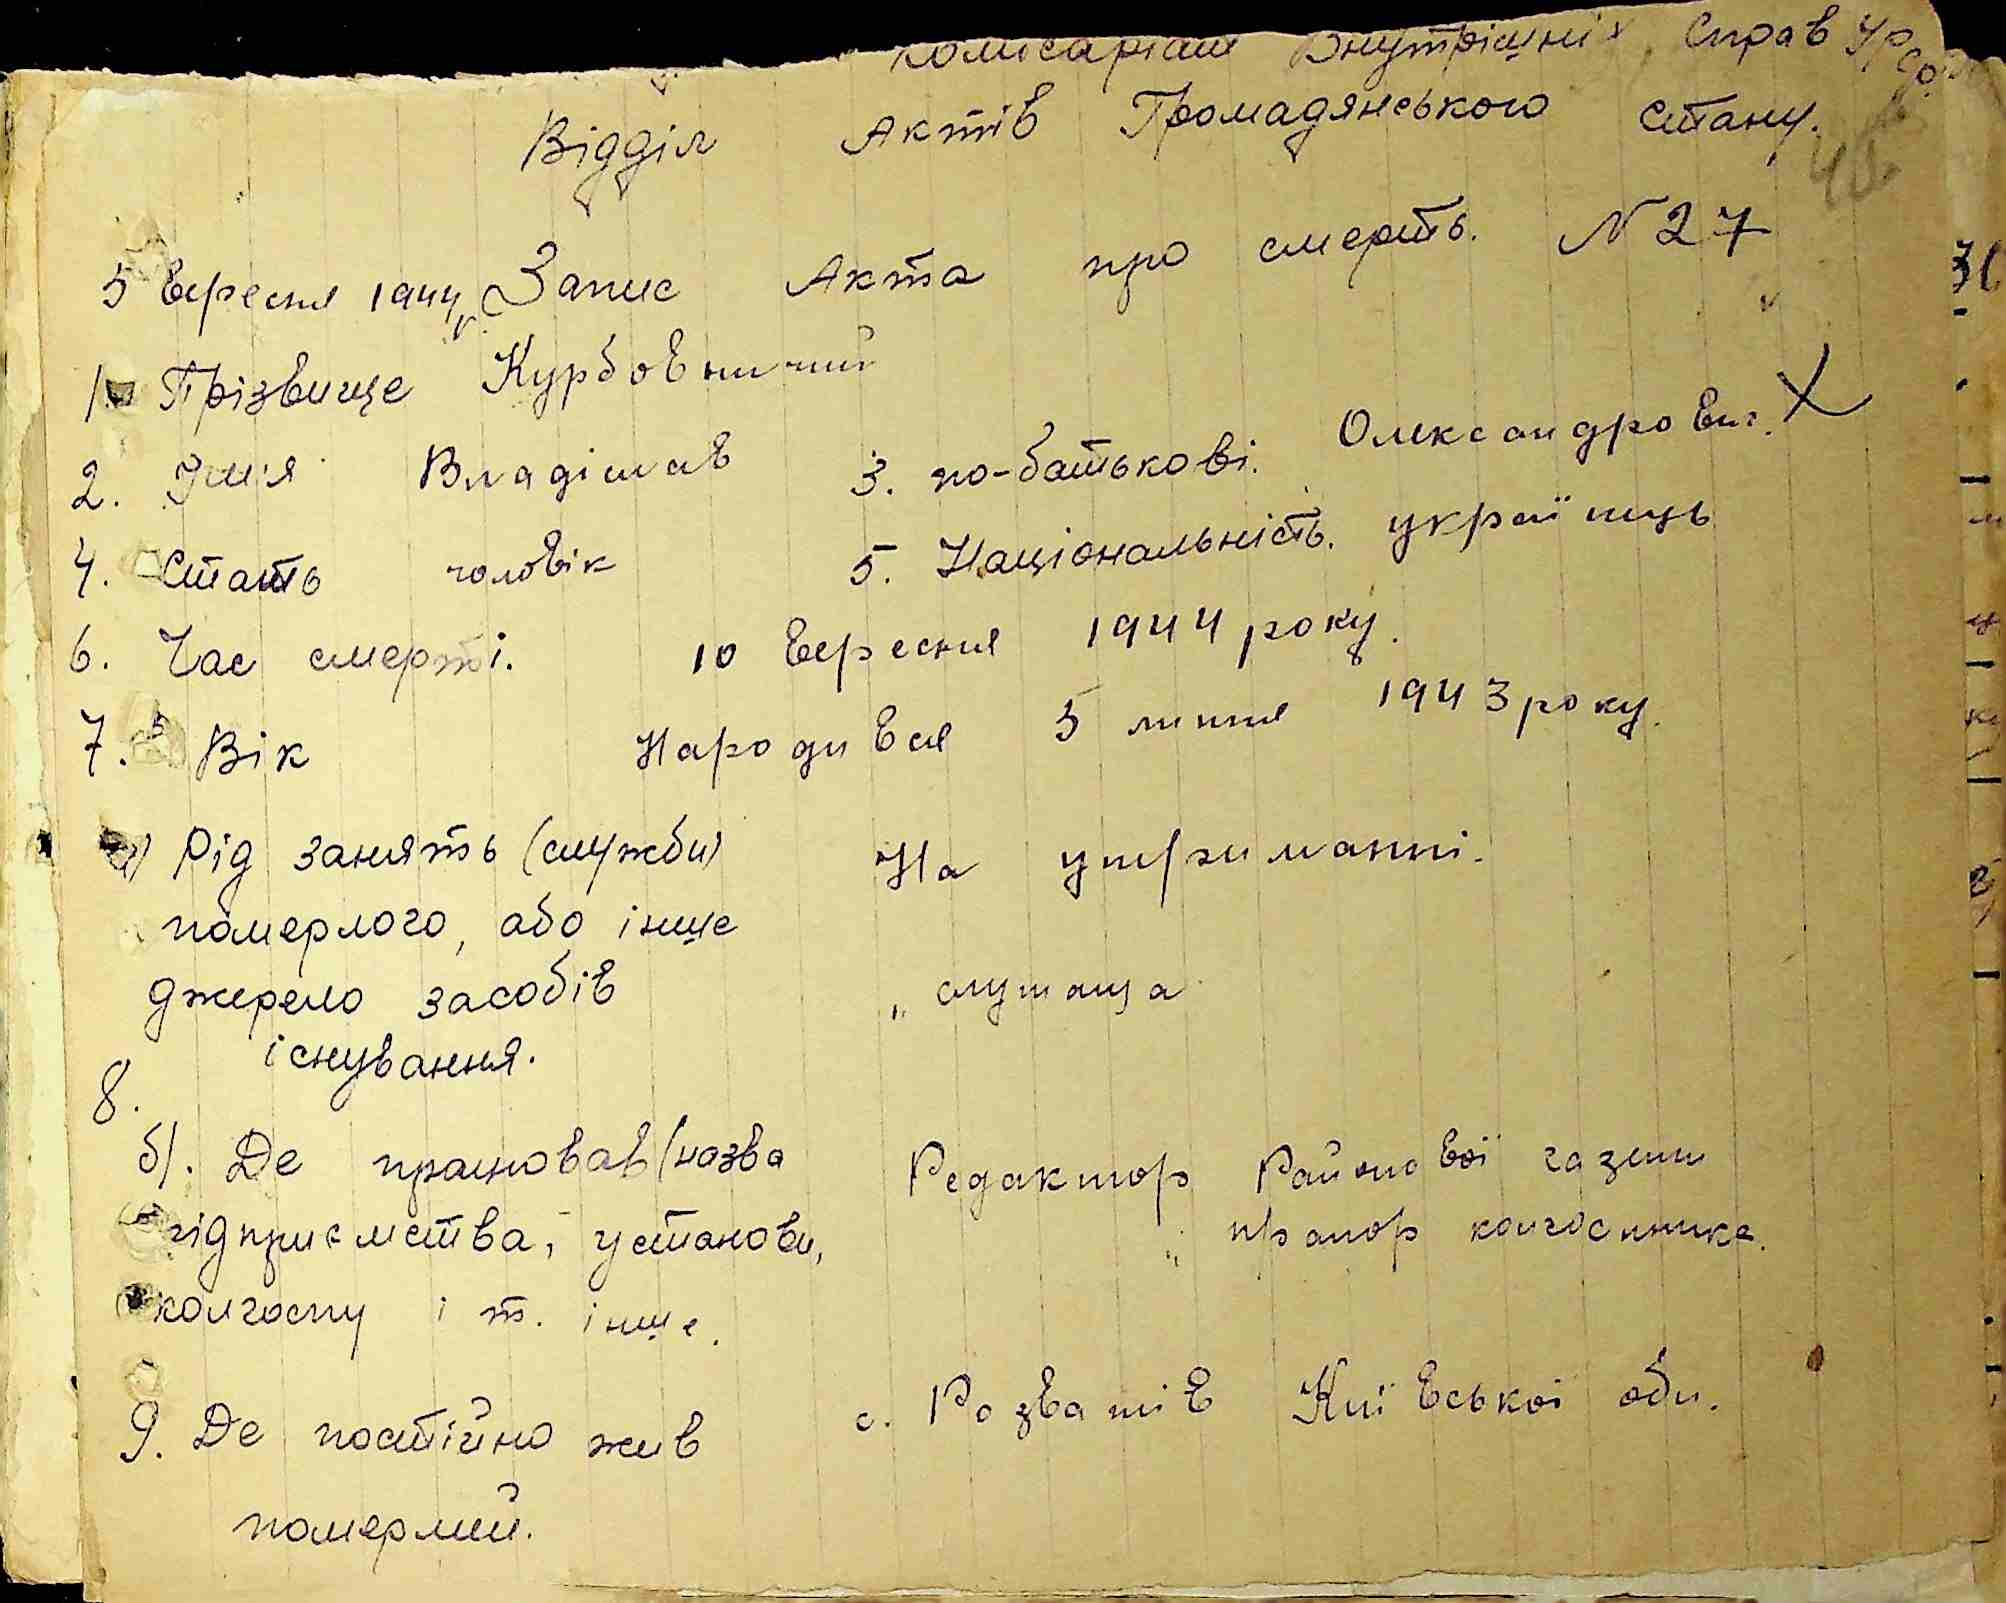 Комісаріат Внутрішніх Справ УРСР
Відділ Актів Громадянського Стану.
5 вересня 1944 р. Запис Акта про смерть. N 27
1. Прізвище Курбовничий
2. Ім'я Владіслав 3. по-батькові. Олександрович.
4. Стать чоловік 5. Національність. українець
6. Час смерті. 10 вересня 1944 року.
7. Вік Народився 5 липня 1943 року.
а) Рід занять (служби) На утриманні.
померлого, або інше
джерело засобів
існування.
8.
б). Де працював (назва Редактор Районової газети
підприємства, установи, „ прапор колгоспника.
колгоспу і т. інше.
9. Де постійно жив с. Розватів Київської обл.
померлий.